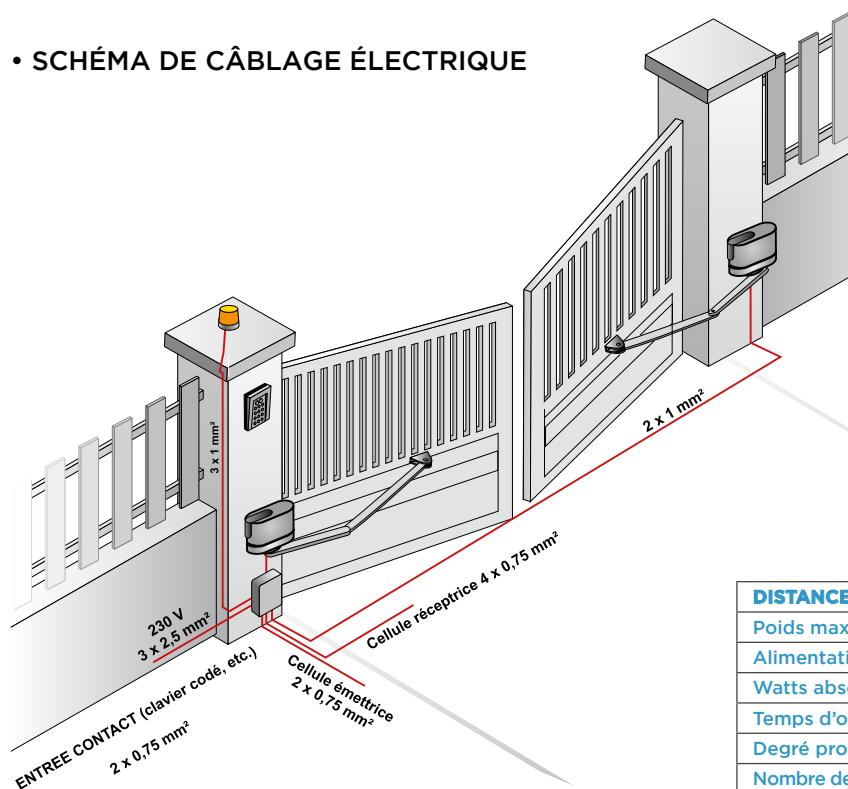 • SCHÉMA DE CÂBLAGE ÉLECTRIQUE
3 x 1 mm²
2 x 1 mm²
230 V
3 x 2,5 mm²
Cellule réceptrice 4 x 0,75 mm²
Cellule émettrice
2 x 0,75 mm²
ENTREE CONTACT (clavier codé, etc.)
2 x 0,75 mm²
DISTANCE
Poids max
Alimentati
Watts abs
Temps d'o
Degré pro
Nombre de